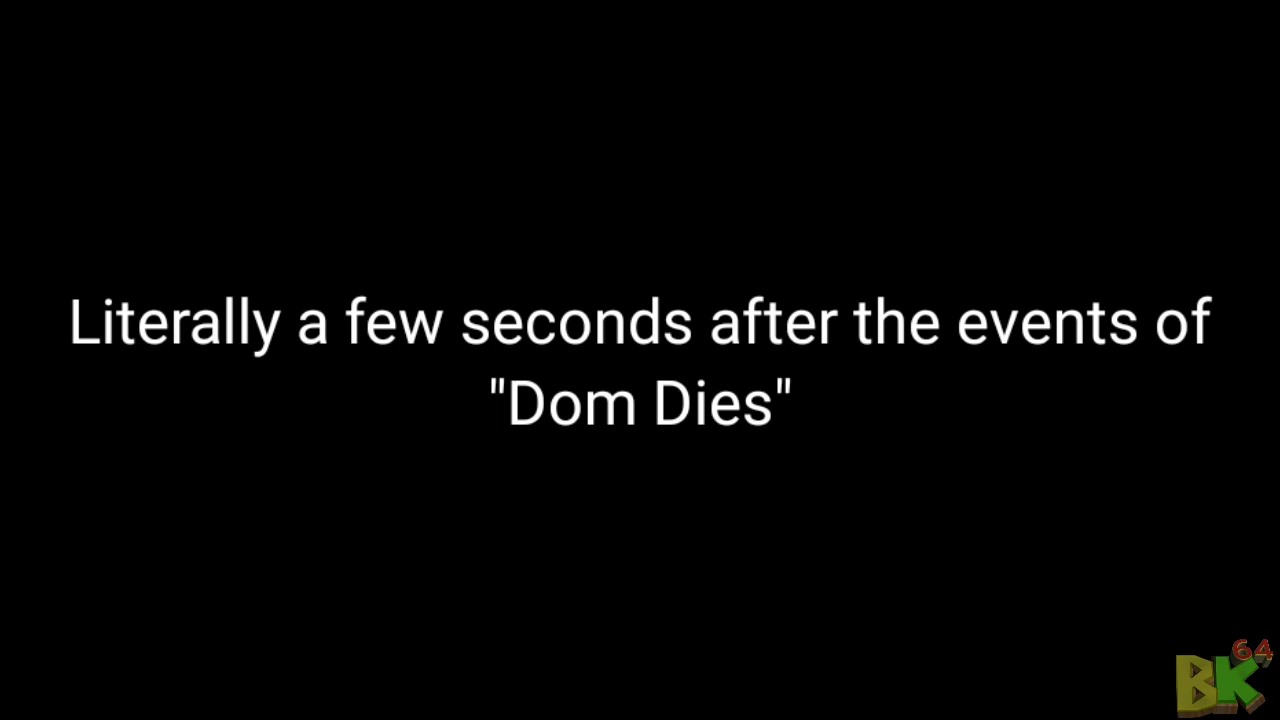 Literally a few seconds after the events of
"Dom Dies"
BK64